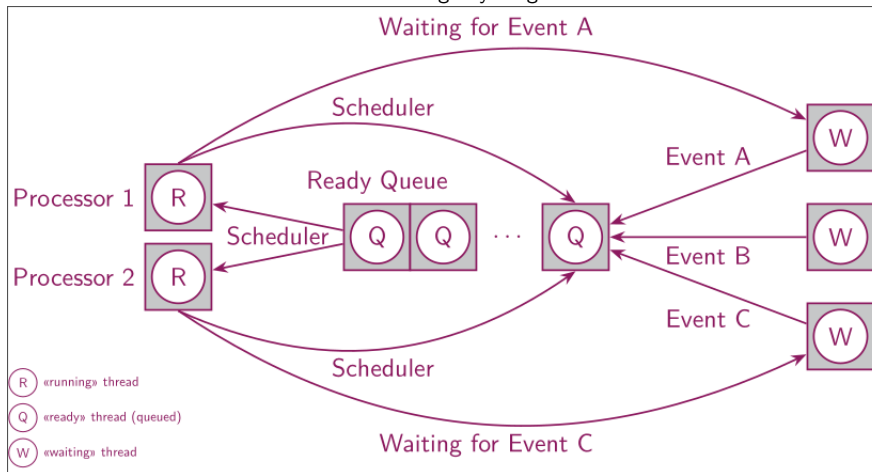 Waiting for Event A
Scheduler
W
Event A
Ready Queue
Processor 1
R
Scheduler
Q
Q
...
Q
Event B
W
Processor 2
R
Event C
W
Scheduler
R «running» thread
Q «ready» thread (queued)
Waiting for Event C
W «waiting» thread